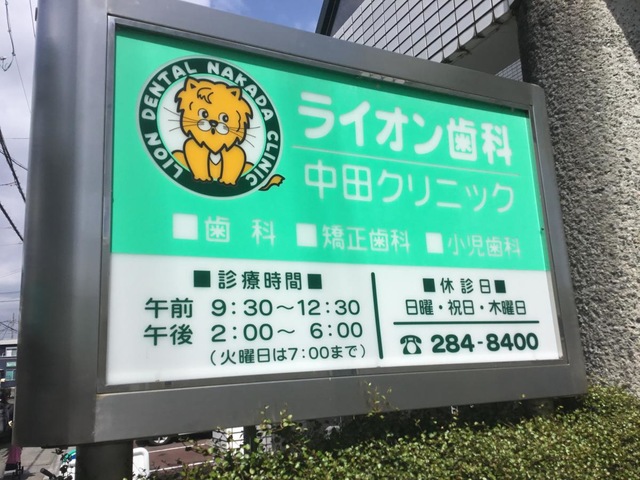 LION DENTAL NAKADA CLINIC
ライオン歯科
中田クリニック
■歯科 ■矯正歯科 ■小児歯科
■診療時間■
午前 9:30～12:30
午後 2:00～ 6:00
（火曜日は7:00まで）
■休診日■
日曜・祝日・木曜日
☎ 284-8400